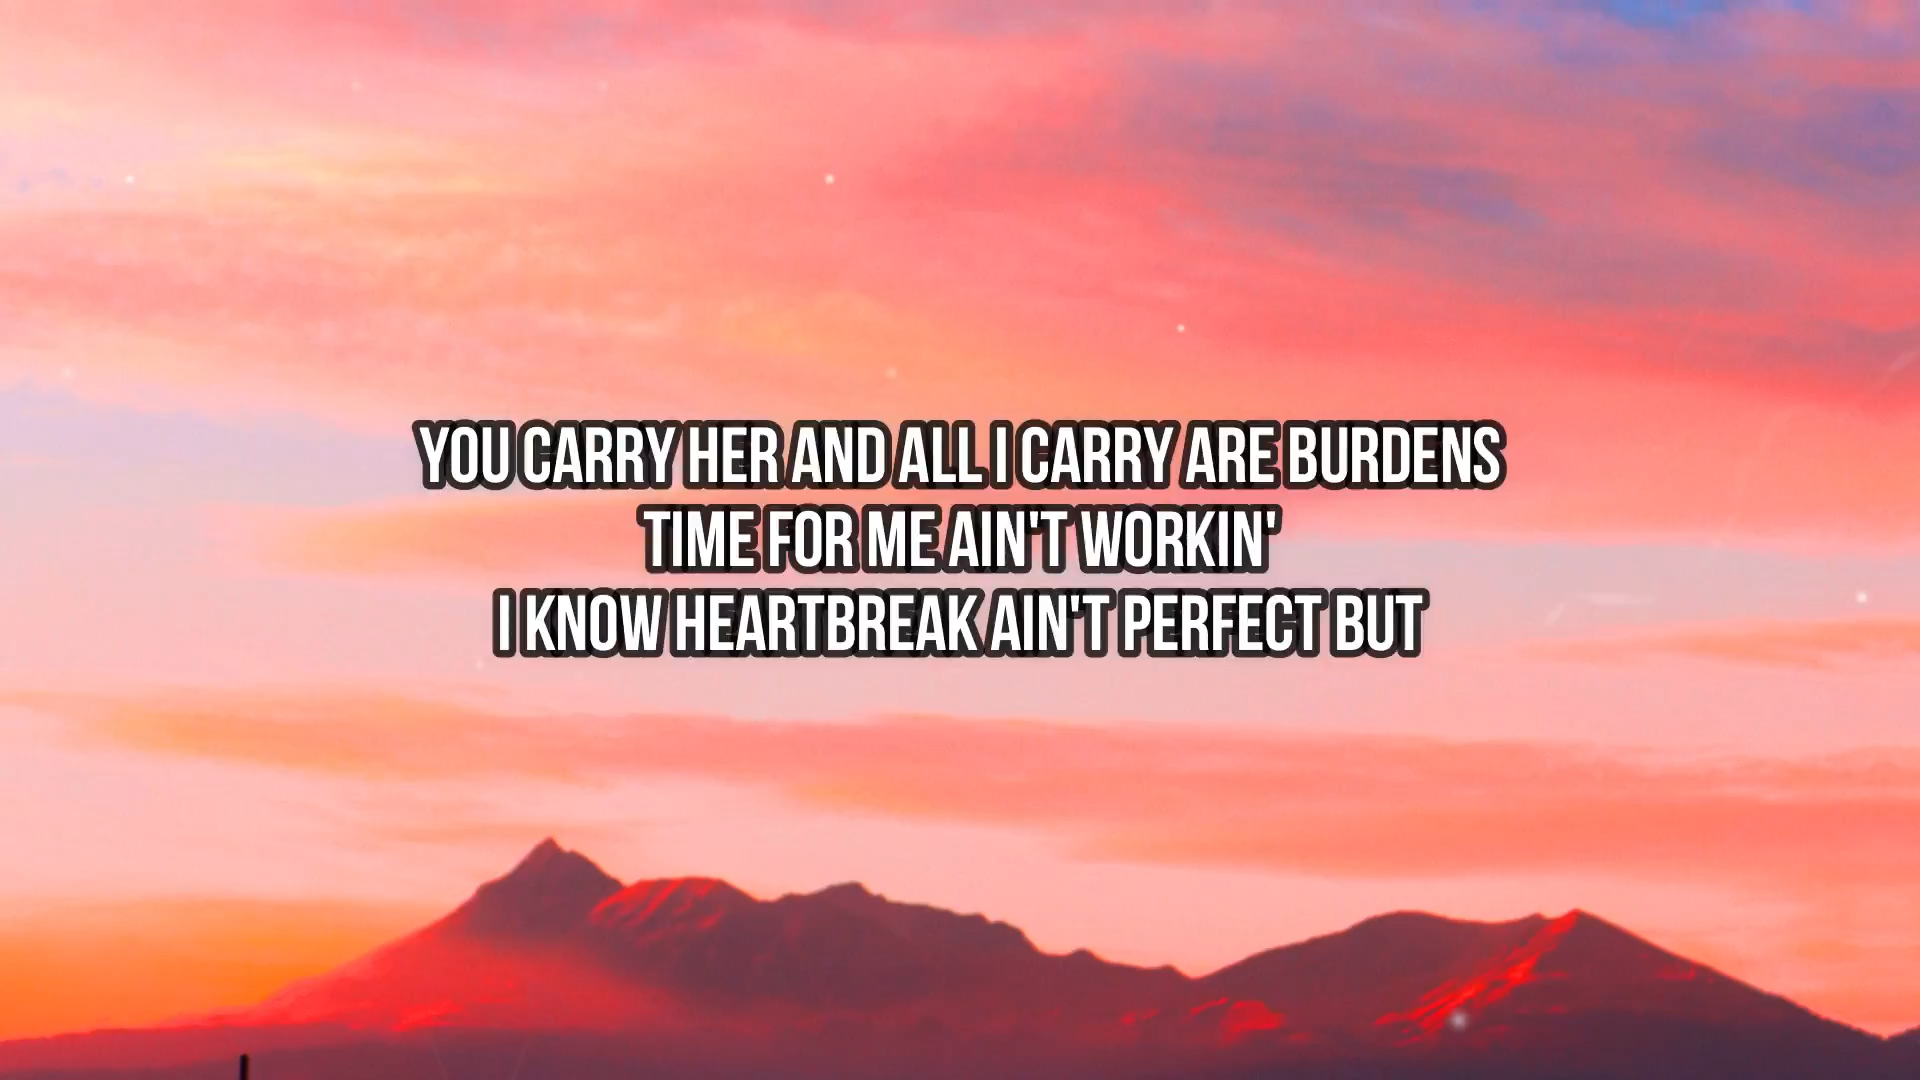 YOU CARRY HER AND ALL I CARRY ARE BURDENS
TIME FOR ME AIN'T WORKIN'
I KNOW HEARTBREAK AIN'T PERFECT BUT